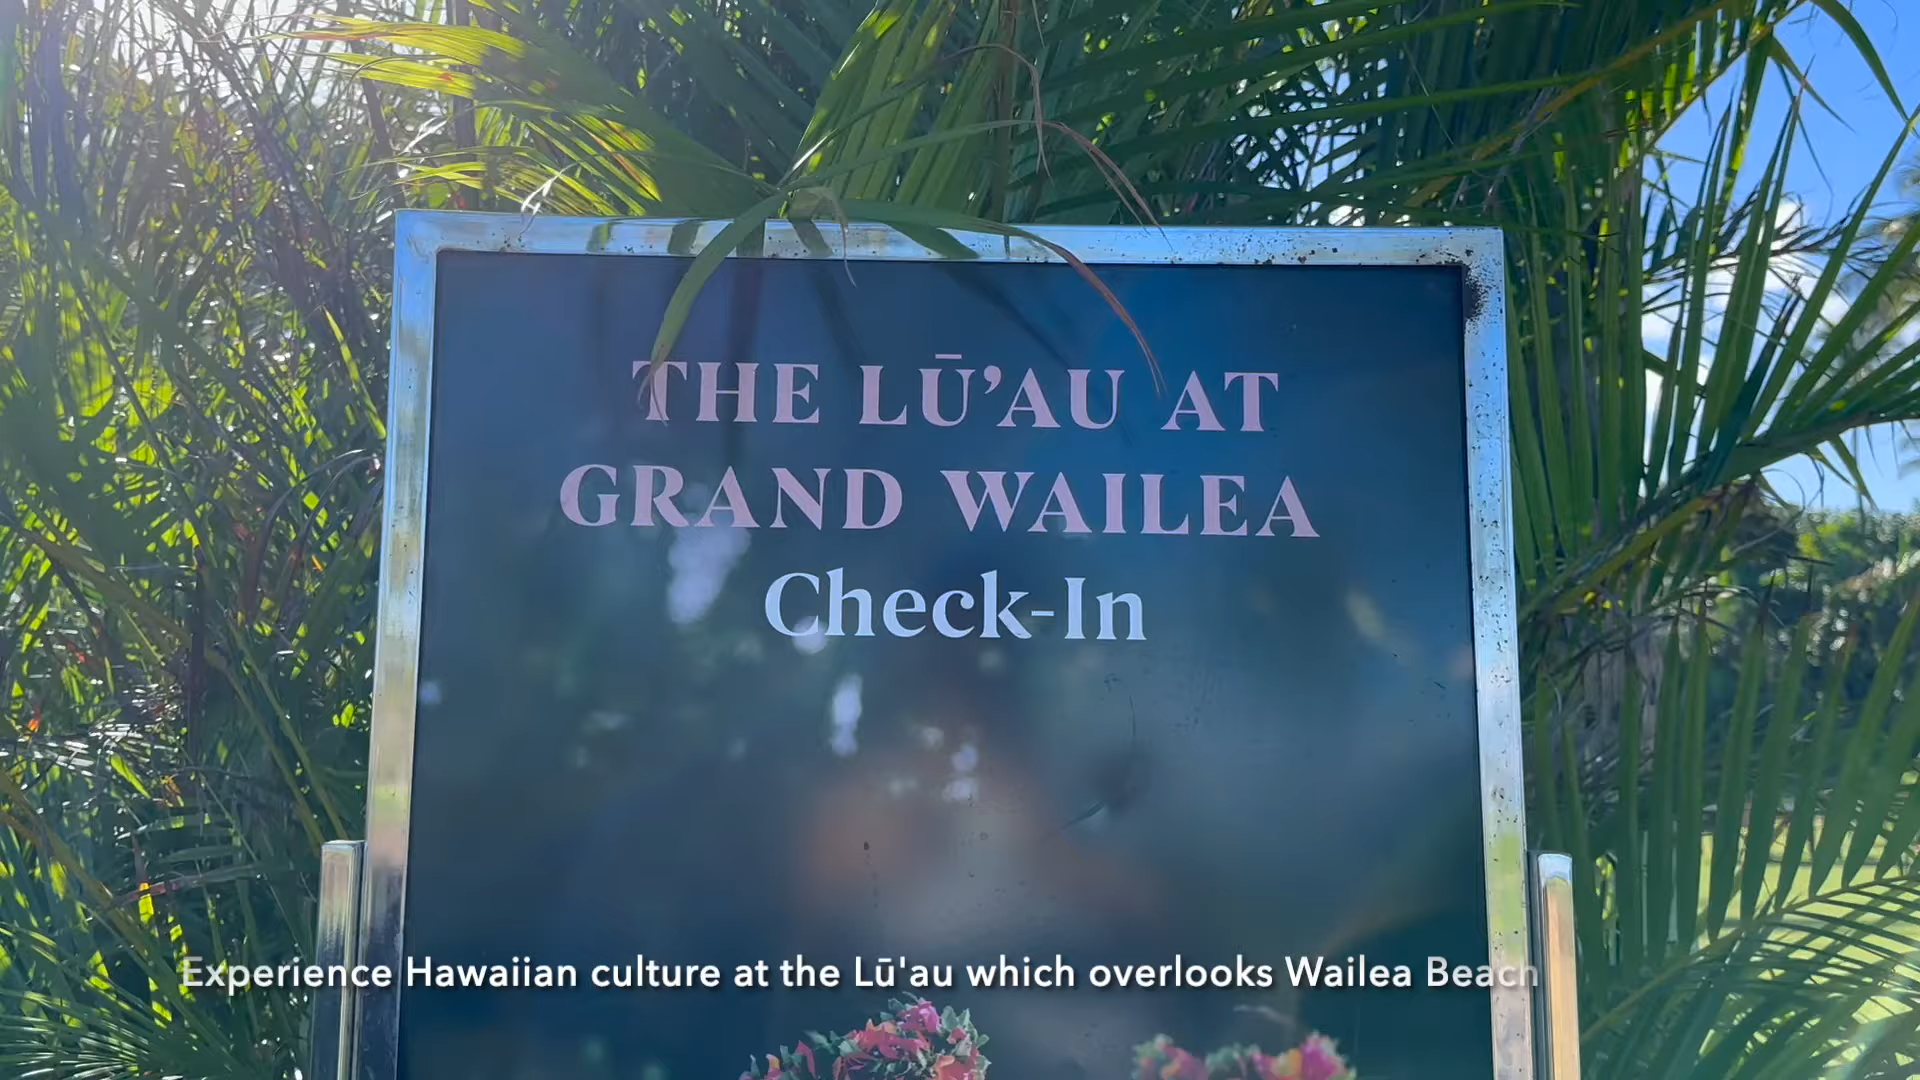 THE LŪ’AU AT
GRAND WAILEA
Check-In
Experience Hawaiian culture at the Lū'au which overlooks Wailea Beach